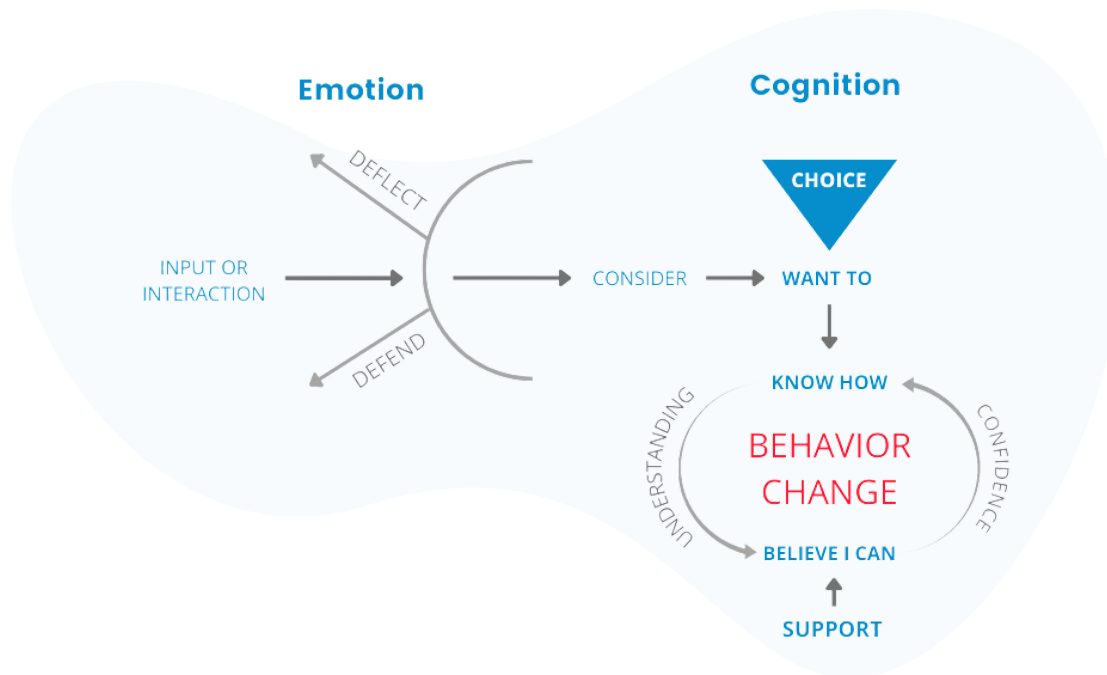 Emotion
Cognition
DEFLECT
CHOICE
INPUT OR
INTERACTION
CONSIDER
WANT TO
DEFEND
KNOW HOW
UNDERSTANDING
BEHAVIOR
CHANGE
CONFIDENCE
BELIEVE I CAN
SUPPORT